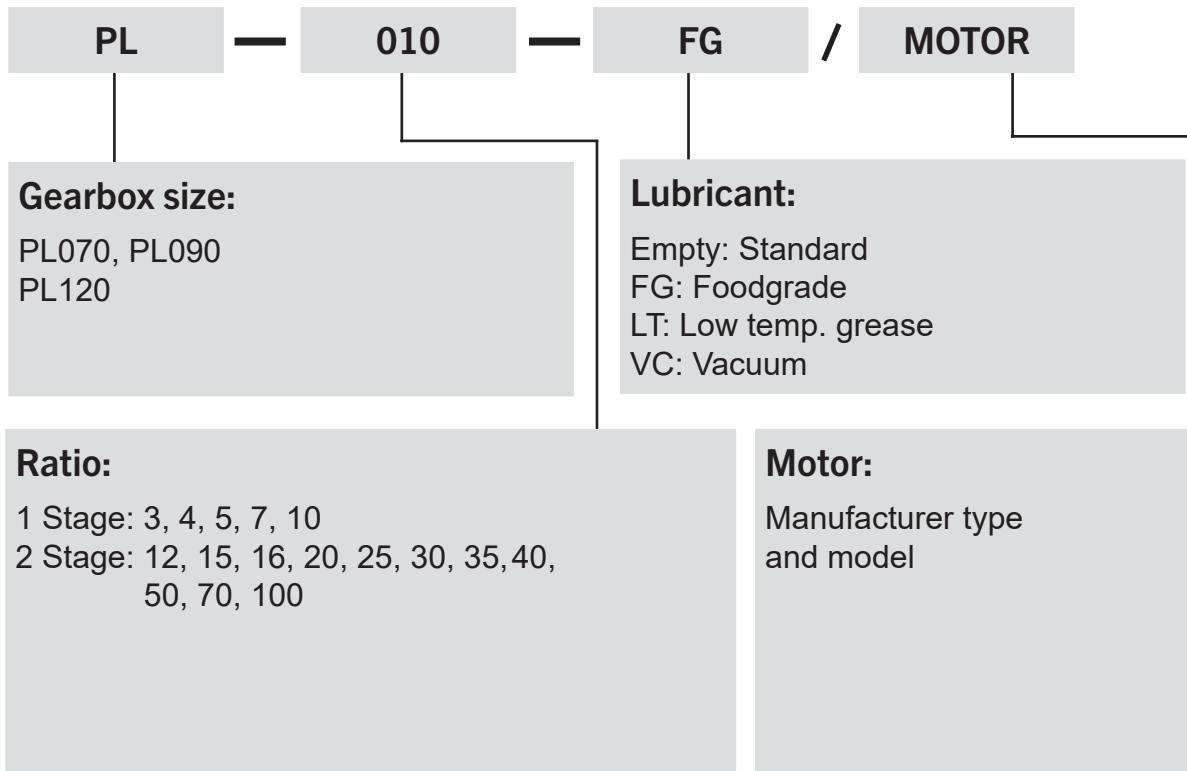 PL — 010 — FG / MOTOR
Gearbox size:
PL070, PL090
PL120
Lubricant:
Empty: Standard
FG: Foodgrade
LT: Low temp. grease
VC: Vacuum
Ratio:
1 Stage: 3, 4, 5, 7, 10
2 Stage: 12, 15, 16, 20, 25, 30, 35, 40,
50, 70, 100
Motor:
Manufacturer type
and model